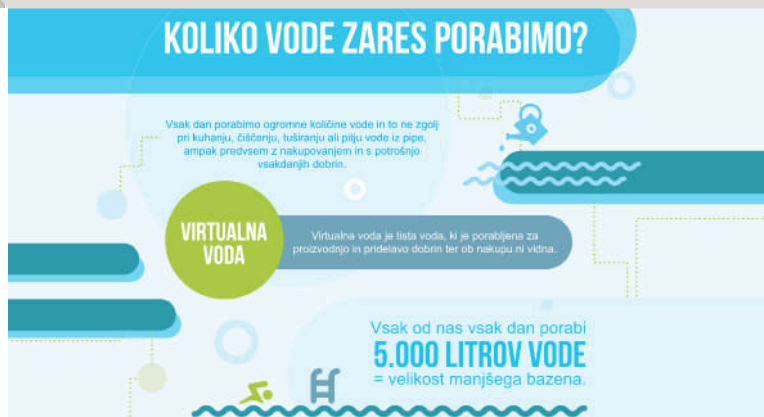 KOLIKO VODE ZARES PORABIMO?
Vsak dan porabimo ogromne količine vode in to ne zgolj
pri kuhanju, čiščenju, tuširanju ali pitju vode iz pipe,
ampak predvsem z nakupovanjem in s potrošnjo
vsakdanjih dobrin.
VIRTUALNA
VODA
Virtualna voda je tista voda, ki je porabljena za
proizvodnjo in pridelavo dobrin ter ob nakupu ni vidna.
Vsak od nas vsak dan porabi
5.000 LITROV VODE
= velikost manjšega bazena.